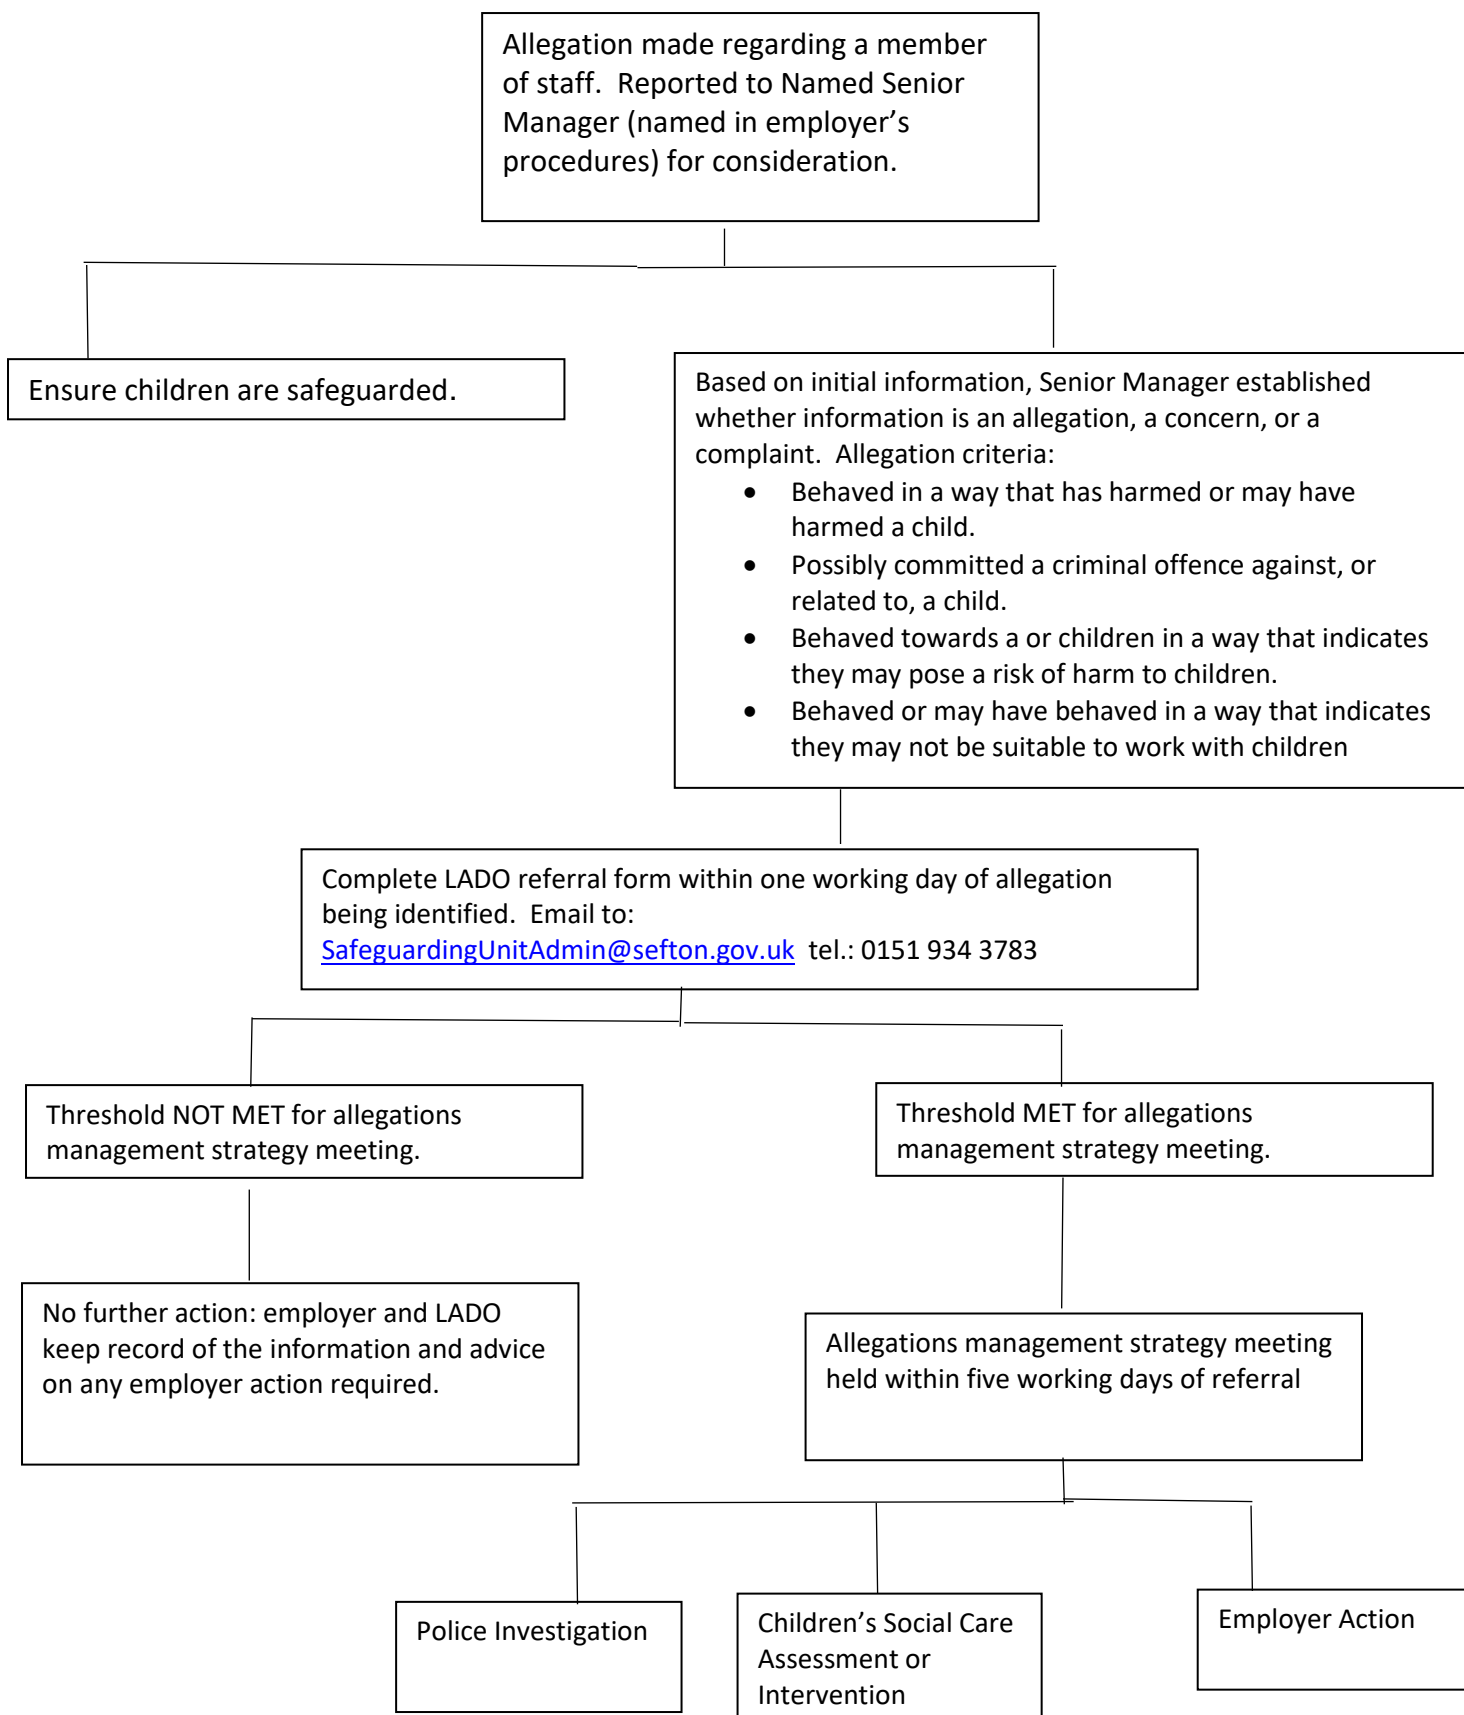 Allegation made regarding a member
of staff.  Reported to Named Senior
Manager (named in employer’s
procedures) for consideration.
Ensure children are safeguarded.
Based on initial information, Senior Manager established
whether information is an allegation, a concern, or a
complaint.  Allegation criteria:
• Behaved in a way that has harmed or may have
harmed a child.
• Possibly committed a criminal offence against, or
related to, a child.
• Behaved towards a or children in a way that indicates
they may pose a risk of harm to children.
• Behaved or may have behaved in a way that indicates
they may not be suitable to work with children
Complete LADO referral form within one working day of allegation
being identified.  Email to:
SafeguardingUnitAdmin@sefton.gov.uk  tel.: 0151 934 3783
Threshold NOT MET for allegations
management strategy meeting.
Threshold MET for allegations
management strategy meeting.
No further action: employer and LADO
keep record of the information and advice
on any employer action required.
Allegations management strategy meeting
held within five working days of referral
Police Investigation
Children’s Social Care
Assessment or
Intervention
Employer Action